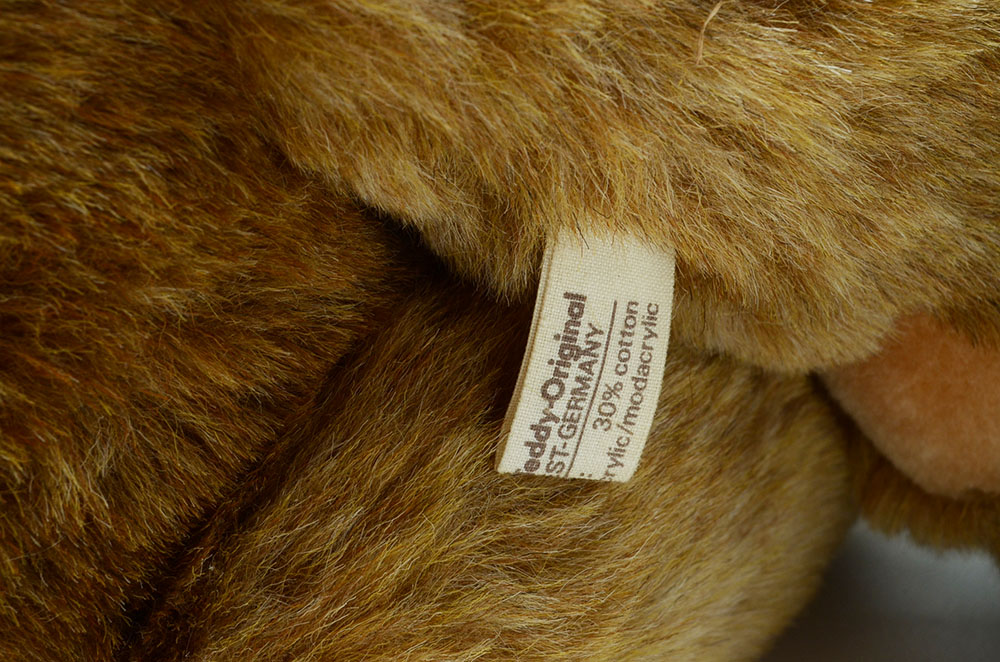 eddy-Original
ST-GERMANY
30% cotton
rylic/modacrylic